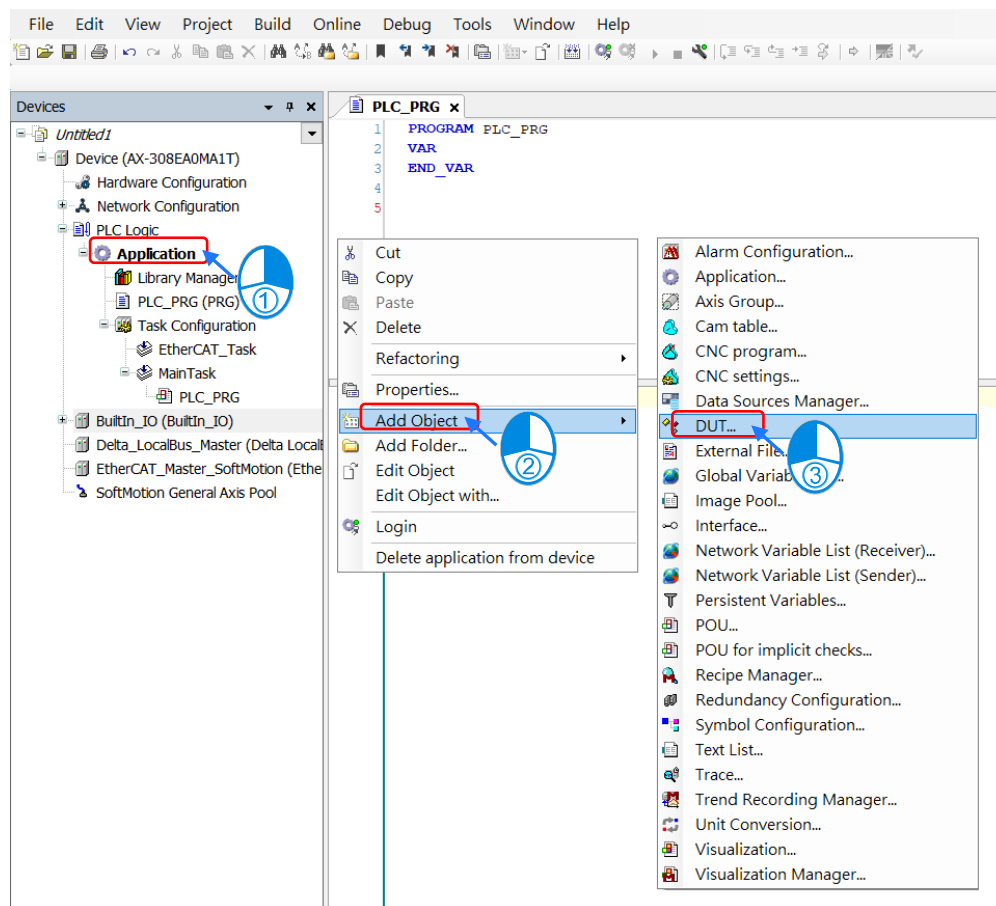 File Edit View Project Build Online Debug Tools Window Help
Devices
PLC_PRG
Untitled1
Device (AX-308EA0MA1T)
Hardware Configuration
Network Configuration
PLC Logic
Application
Library Manager
PLC_PRG (PRG)
Task Configuration
EtherCAT_Task
MainTask
PLC_PRG
BuiltIn_IO (BuiltIn_IO)
Delta_LocalBus_Master (Delta Local
EtherCAT_Master_SoftMotion (Ethe
SoftMotion General Axis Pool
1
1 PROGRAM PLC_PRG
2 VAR
3 END_VAR
4
5
Cut
Copy
Paste
Delete
Refactoring
Properties...
Add Object
Add Folder...
Edit Object
Edit Object with...
Login
Delete application from device
2
Alarm Configuration...
Application...
Axis Group...
Cam table...
CNC program...
CNC settings...
Data Sources Manager...
DUT...
External File...
Global Variab
Image Pool...
Interface...
Network Variable List (Receiver)...
Network Variable List (Sender)...
Persistent Variables...
POU...
POU for implicit checks...
Recipe Manager...
Redundancy Configuration...
Symbol Configuration...
Text List...
Trace...
Trend Recording Manager...
Unit Conversion...
Visualization...
Visualization Manager...
3